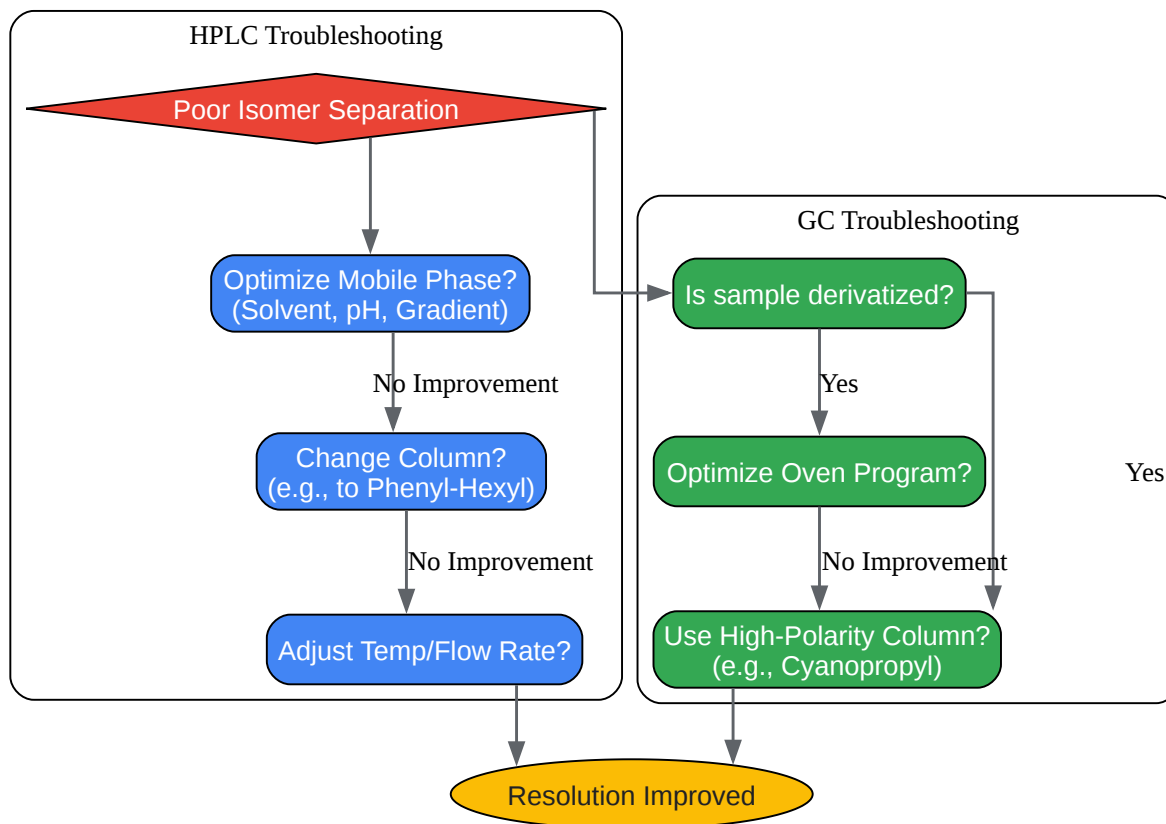 HPLC Troubleshooting
Poor Isomer Separation
Optimize Mobile Phase?
(Solvent, pH, Gradient)
No Improvement
Change Column?
(e.g., to Phenyl-Hexyl)
No Improvement
Adjust Temp/Flow Rate?
GC Troubleshooting
Is sample derivatized?
Yes
Optimize Oven Program?
Yes
No Improvement
Use High-Polarity Column?
(e.g., Cyanopropyl)
Resolution Improved